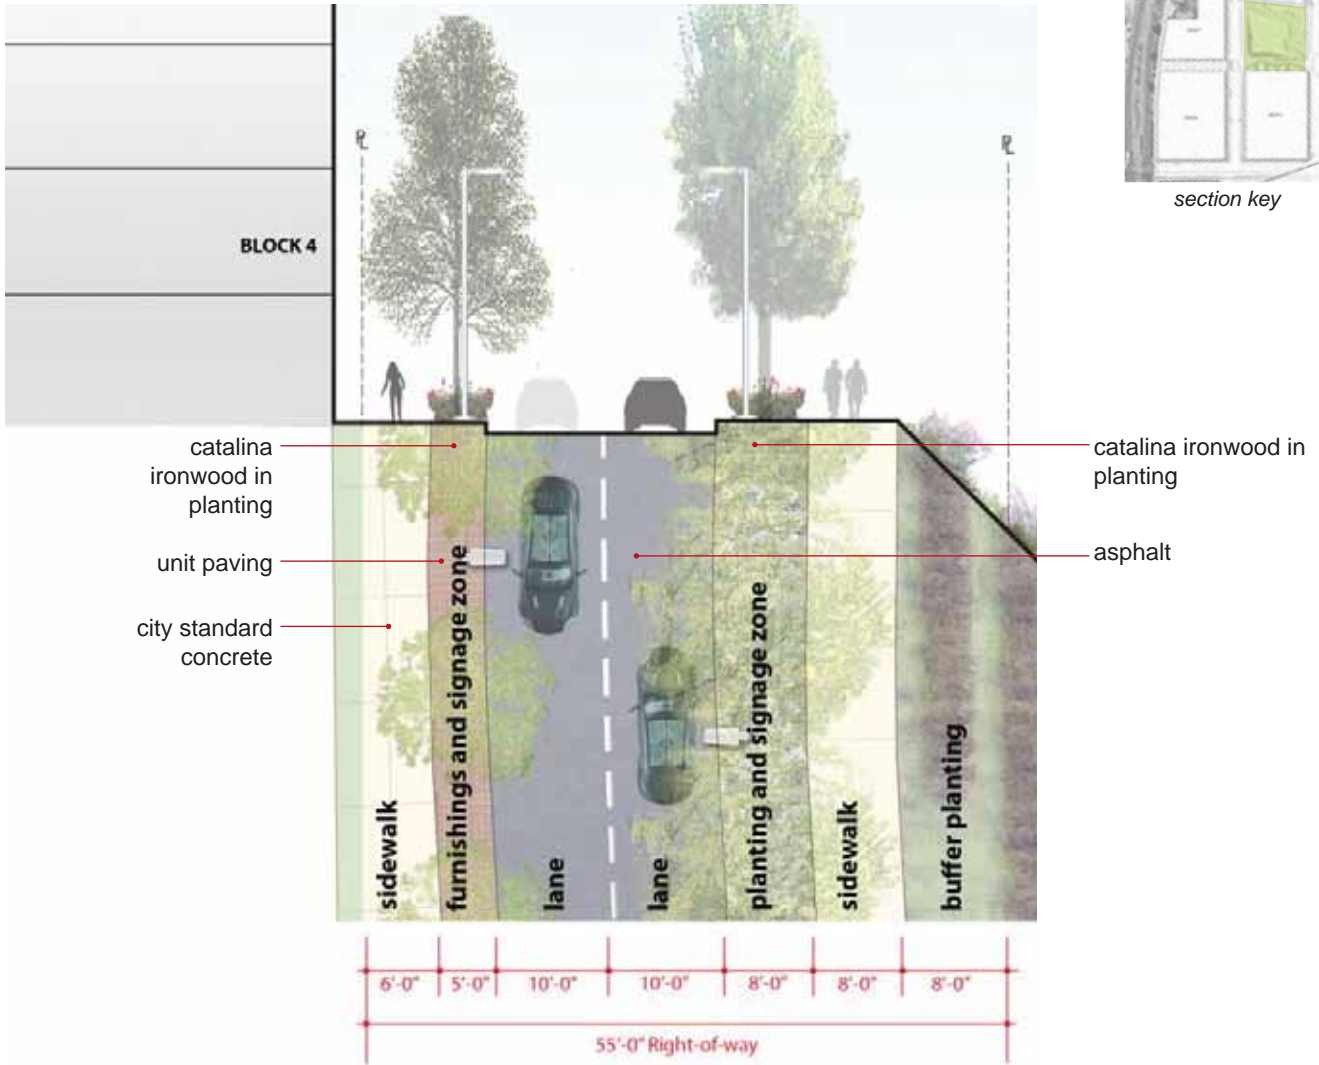 section key
BLOCK 4
catalina
ironwood in
planting
unit paving
city standard
concrete
catalina ironwood in
planting
asphalt
sidewalk
furnishings and signage zone
lane
lane
planting and signage zone
sidewalk
buffer planting
6'-0" 5'-0" 10'-0" 10'-0" 8'-0" 8'-0" 8'-0"
55'-0" Right-of-way